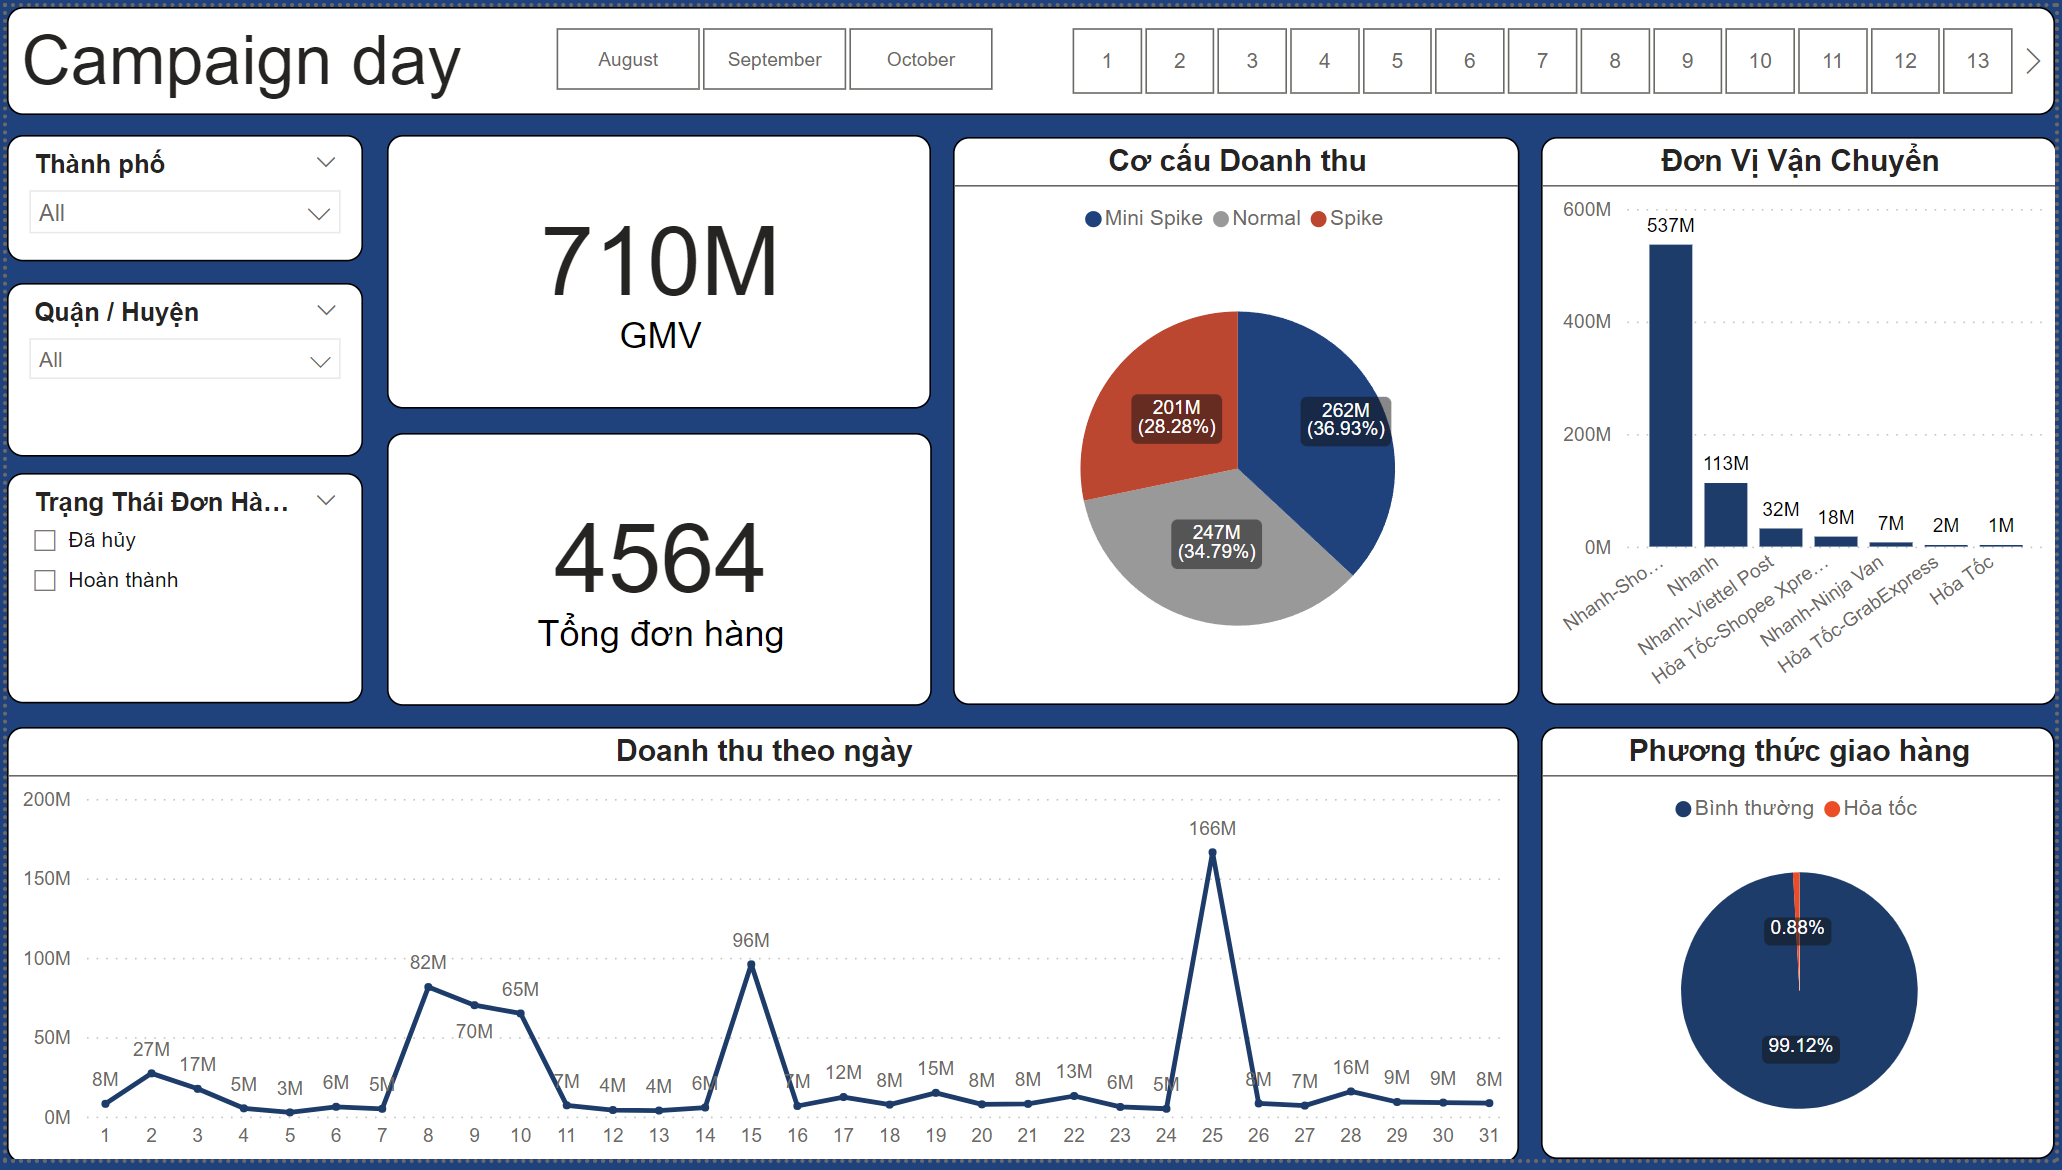 Campaign day
August September October
1 2 3 4 5 6 7 8 9 10 11 12 13
Thành phố
All
Quận / Huyện
All
Trạng Thái Đơn Hà...
Đã hủy
Hoàn thành
710M
GMV
4564
Tổng đơn hàng
Cơ cấu Doanh thu
Mini Spike Normal Spike
201M
(28.28%)
262M
(36.93%)
247M
(34.79%)
Đơn Vị Vận Chuyển
600M
400M
200M
0M
537M
113M
32M
18M
7M
2M
1M
Nhanh-Sho...
Nhanh
Nhanh-Viettel Post
Hỏa Tốc-Shopee Xpre...
Nhanh-Ninja Van
Hỏa Tốc-GrabExpress
Hỏa Tốc
Doanh thu theo ngày
200M
150M
100M
50M
0M
8M 27M 17M 5M 3M 6M 5M 82M 70M 65M 7M 4M 4M 6M 96M 7M 12M 8M 15M 8M 8M 13M 6M 5M 166M 8M 7M 16M 9M 9M 8M
1 2 3 4 5 6 7 8 9 10 11 12 13 14 15 16 17 18 19 20 21 22 23 24 25 26 27 28 29 30 31
Phương thức giao hàng
Bình thường Hỏa tốc
0.88%
99.12%